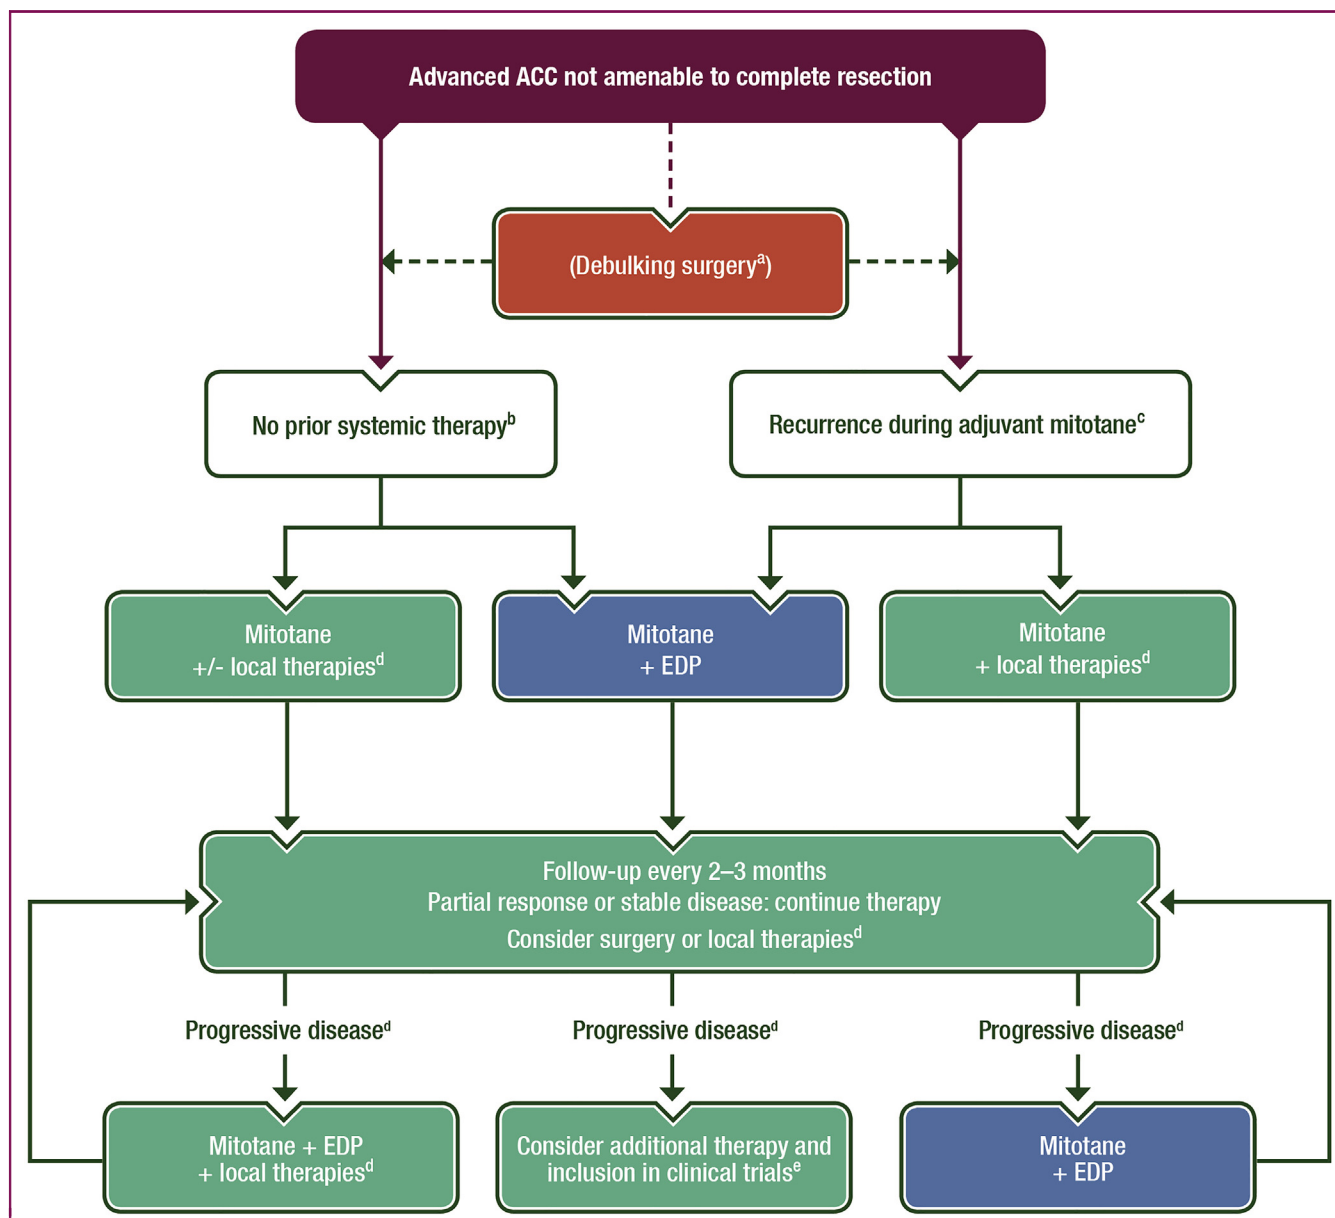 Advanced ACC not amenable to complete resection
(Debulking surgeryᵃ)
No prior systemic therapyᵇ
Recurrence during adjuvant mitotaneᶜ
Mitotane
+/- local therapiesᵈ
Mitotane
+ EDP
Mitotane
+ local therapiesᵈ
Follow-up every 2–3 months
Partial response or stable disease: continue therapy
Consider surgery or local therapiesᵈ
Progressive diseaseᵈ
Progressive diseaseᵈ
Progressive diseaseᵈ
Mitotane + EDP
+ local therapiesᵈ
Consider additional therapy and
inclusion in clinical trialsᵉ
Mitotane
+ EDP